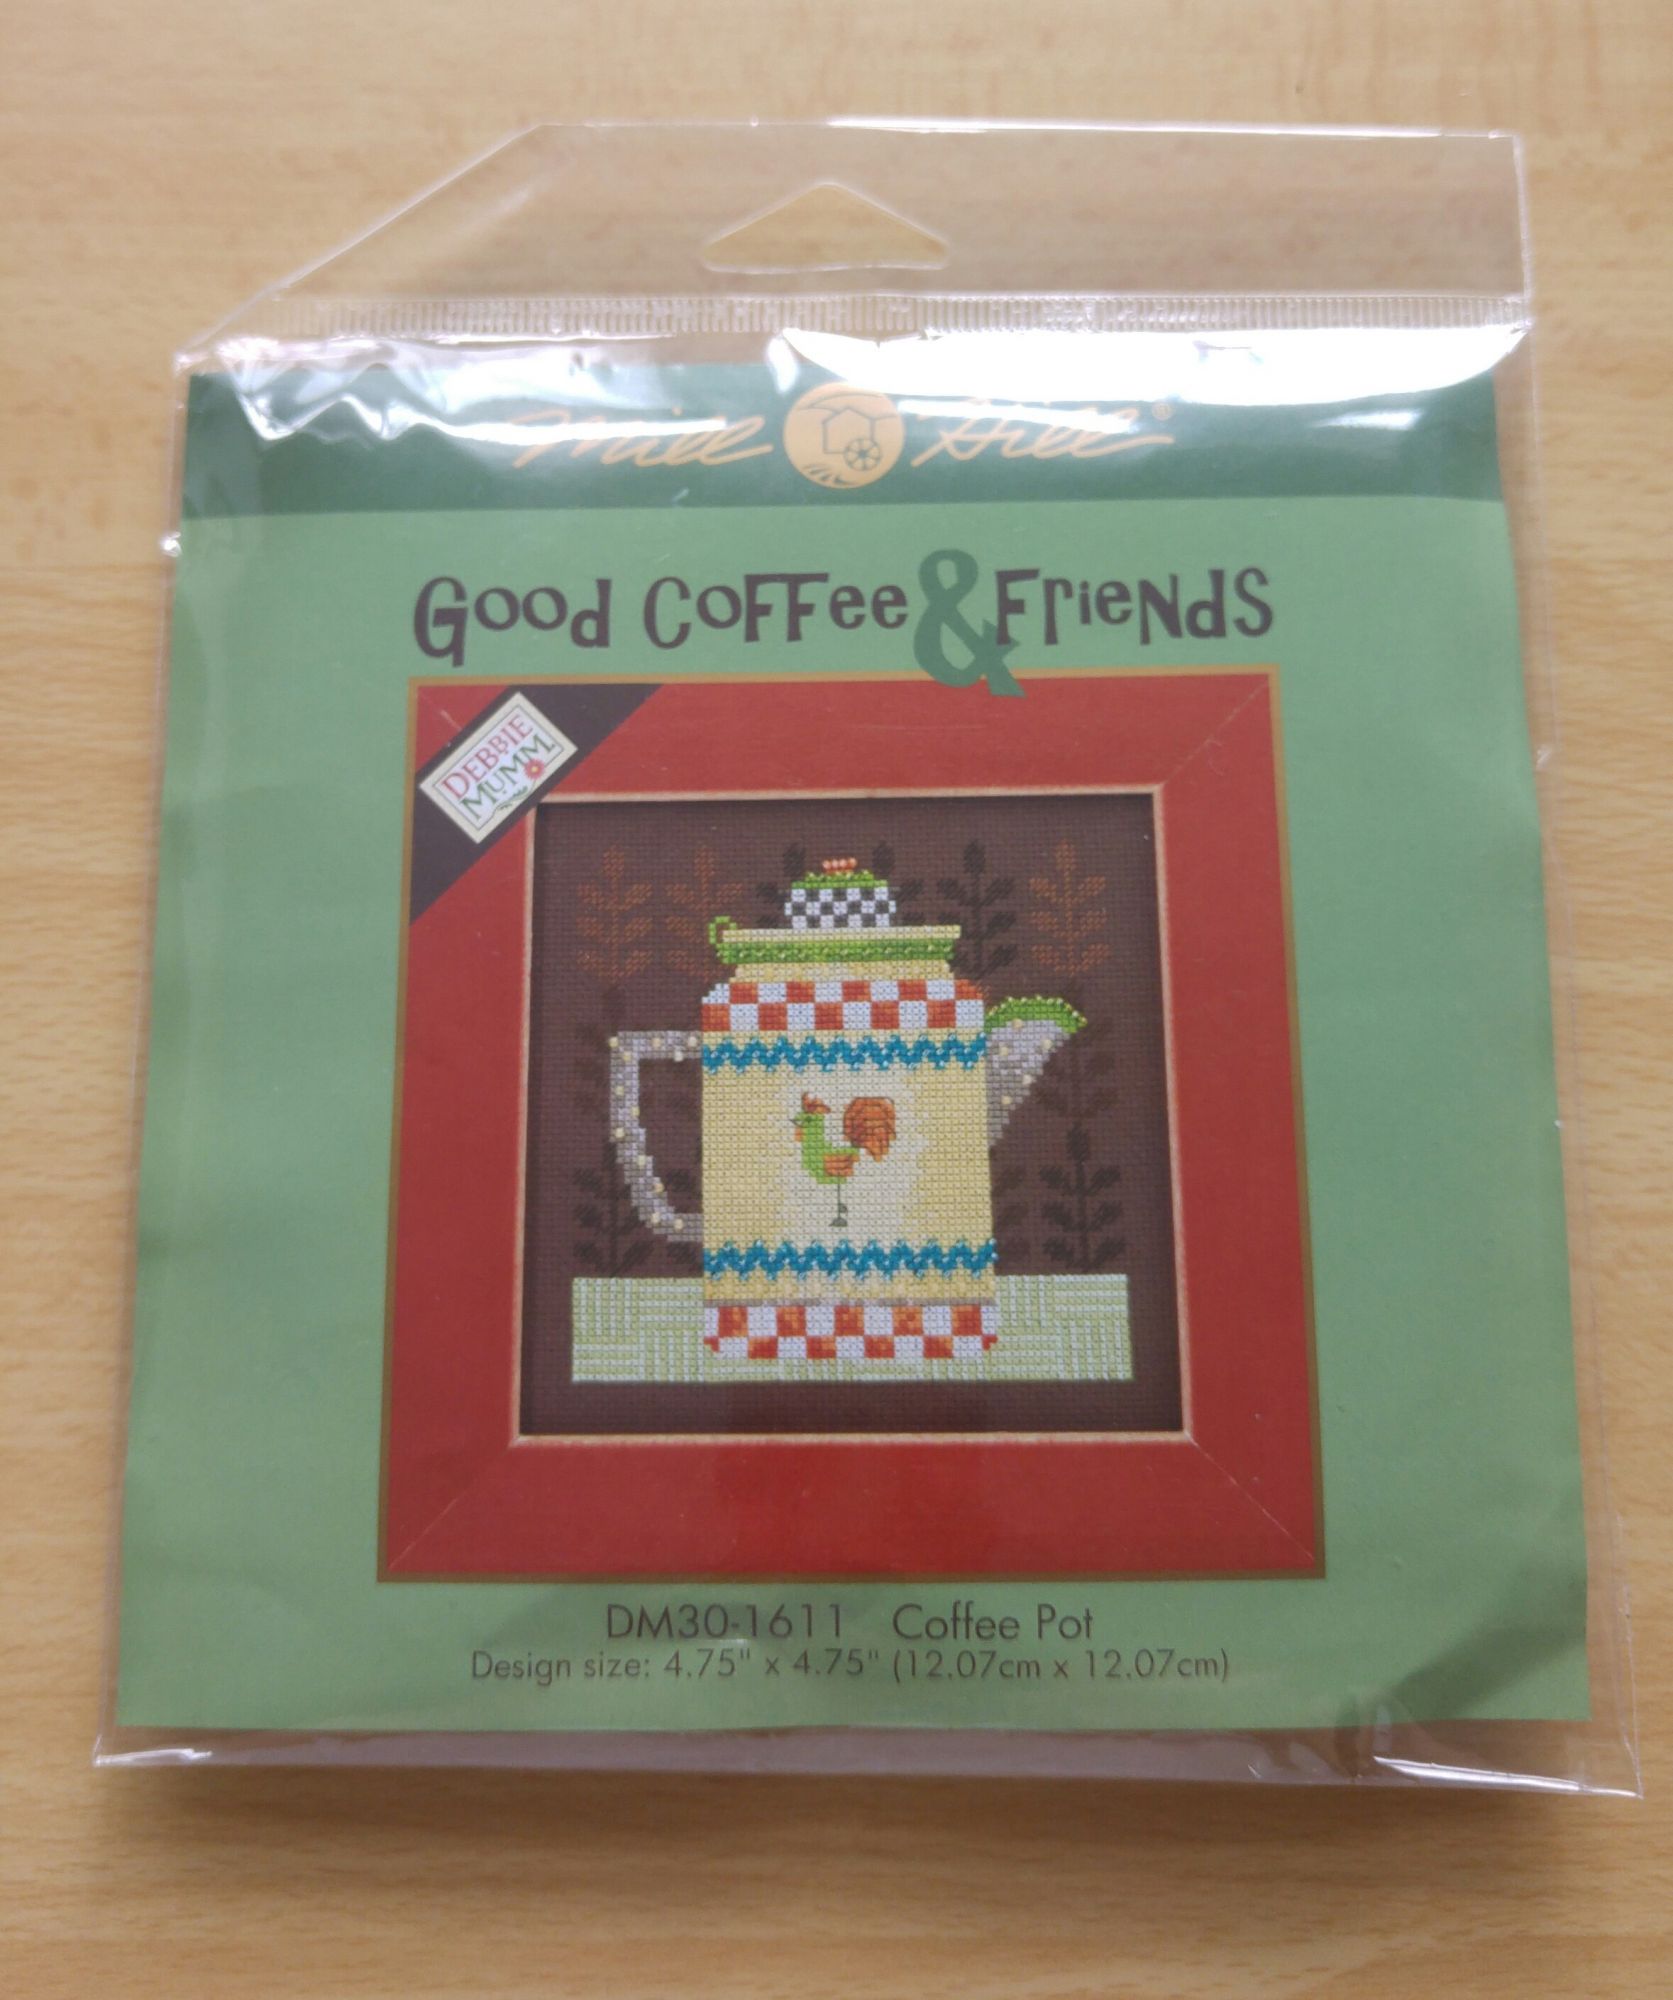 Mill Hill®
Good Coffee & Friends
DEBBIE
MUMM
DM30-1611 Coffee Pot
Design size: 4.75" x 4.75" (12.07cm x 12.07cm)